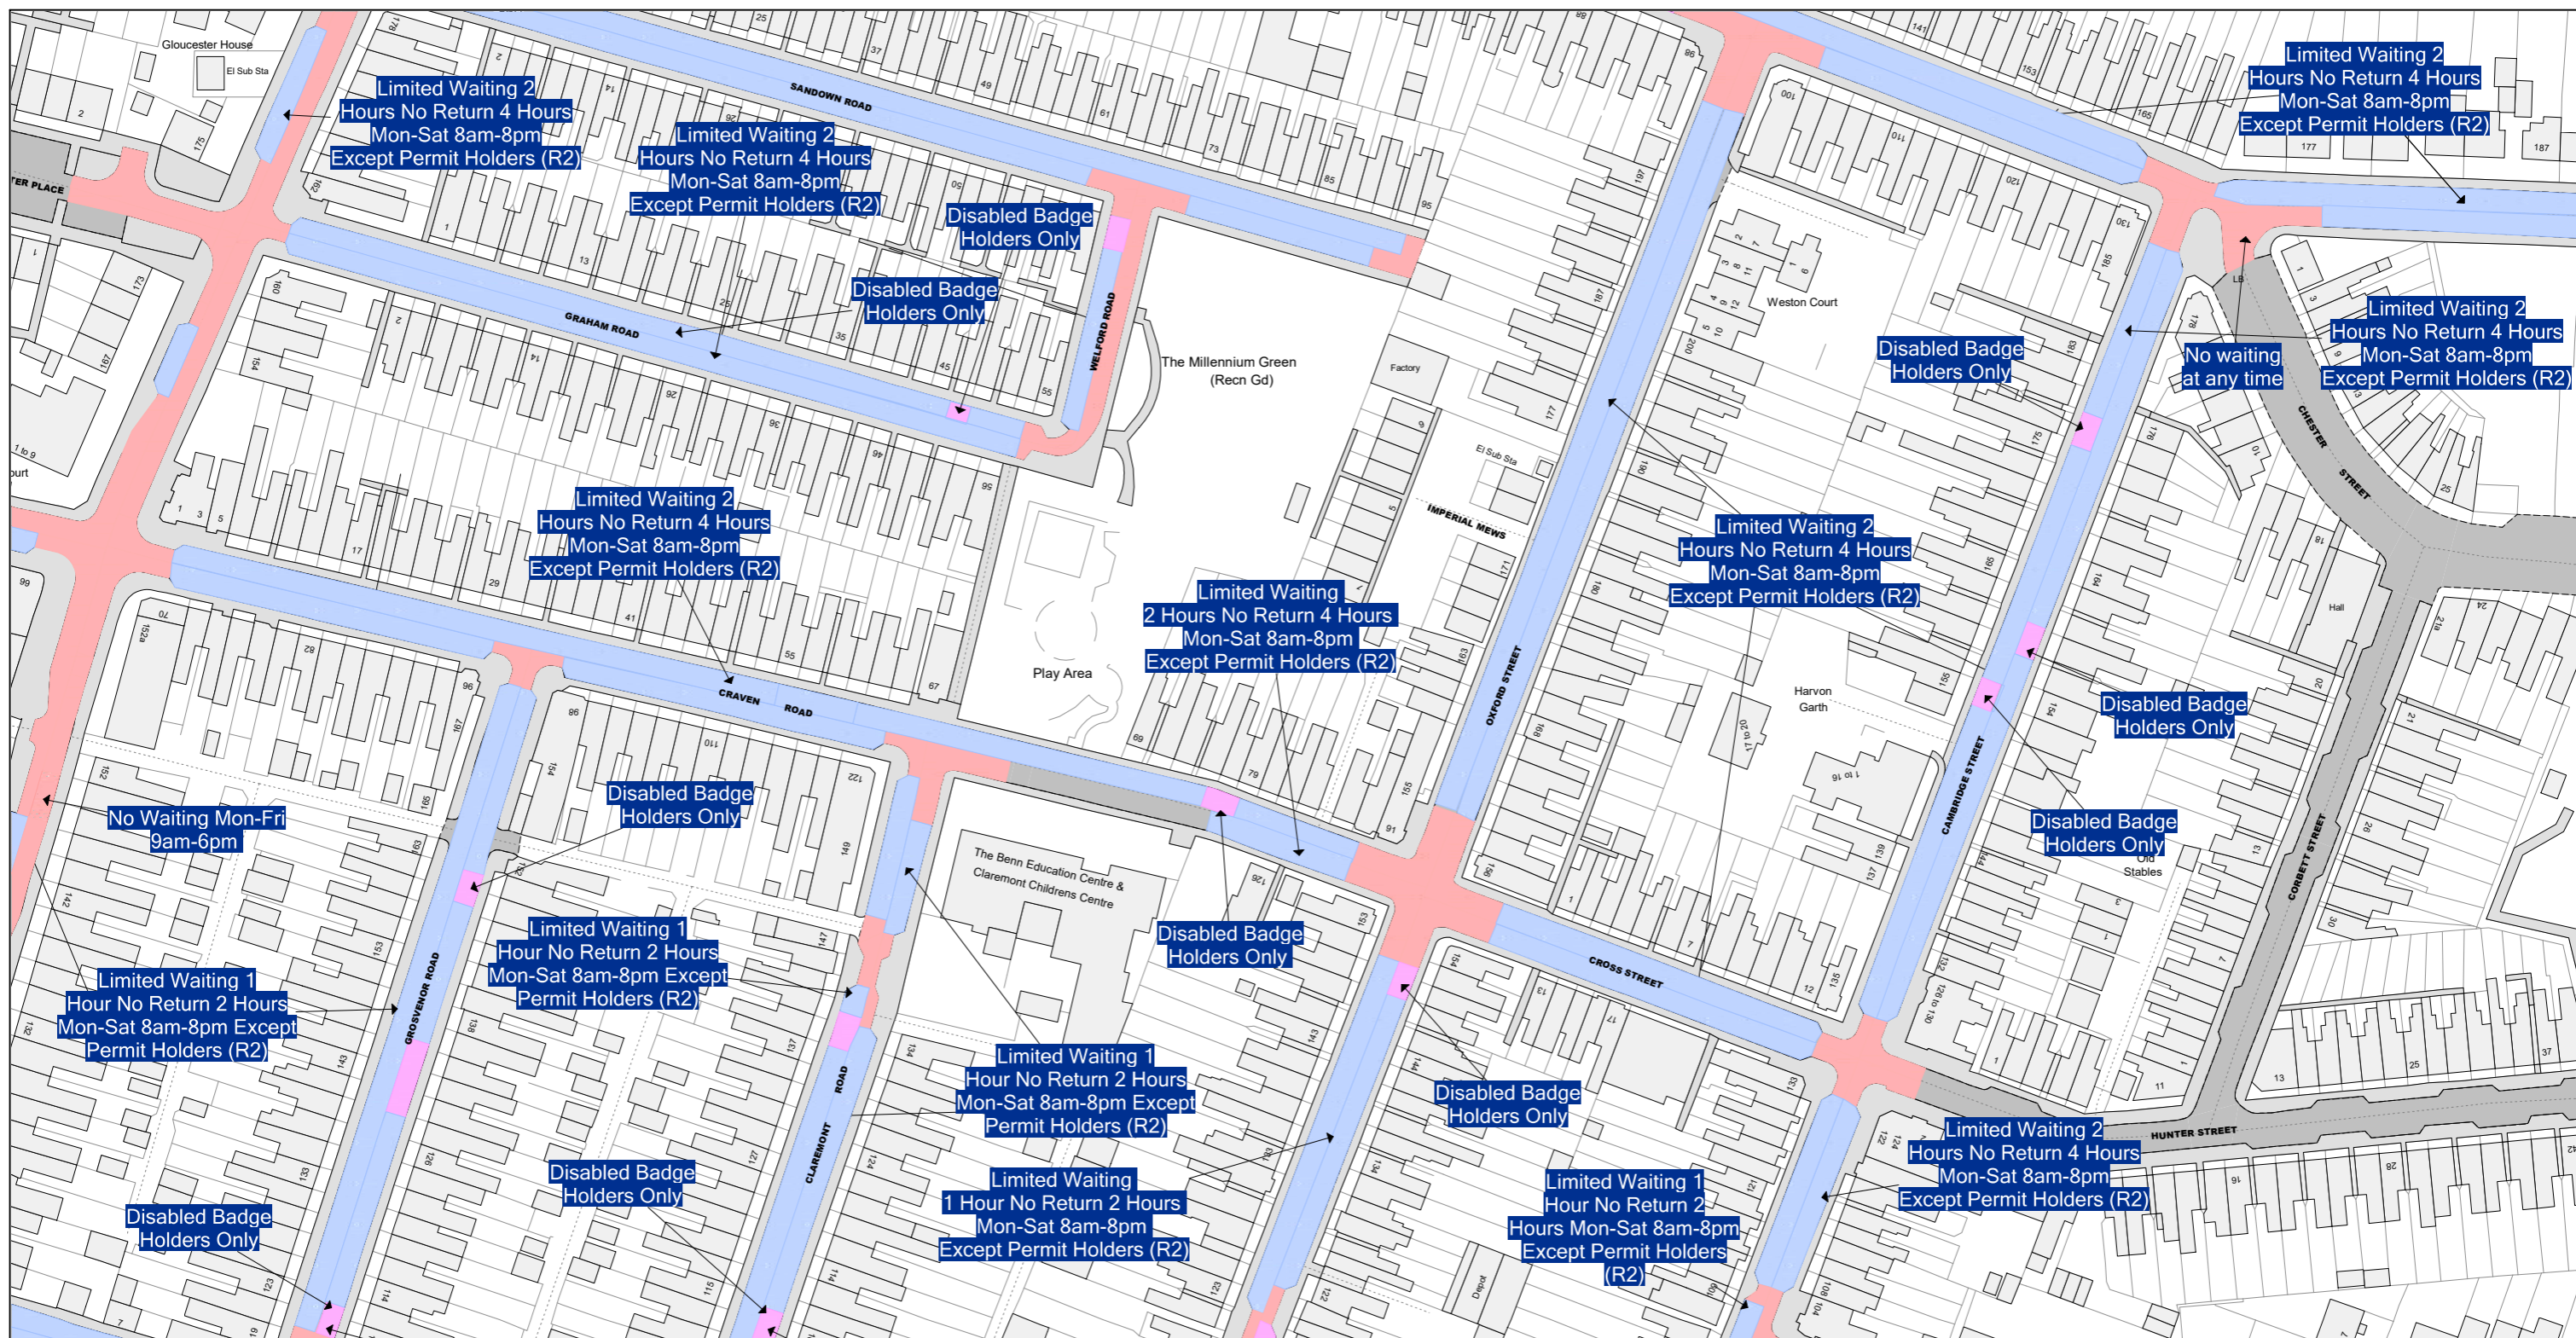 Gloucester House
El Sub Sta
Limited Waiting 2
Hours No Return 4 Hours
Mon-Sat 8am-8pm
Except Permit Holders (R2)
Limited Waiting 2
Hours No Return 4 Hours
Mon-Sat 8am-8pm
Except Permit Holders (R2)
SANDOWN ROAD
Limited Waiting 2
Hours No Return 4 Hours
Mon-Sat 8am-8pm
Except Permit Holders (R2)
TER PLACE
Disabled Badge
Holders Only
Disabled Badge
Holders Only
GRAHAM ROAD
WELFORD ROAD
The Millennium Green
(Recn Gd)
Factory
Weston Court
LB
Disabled Badge
Holders Only
No waiting
at any time
Limited Waiting 2
Hours No Return 4 Hours
Mon-Sat 8am-8pm
Except Permit Holders (R2)
CHESTER STREET
1 to 9
ourt
El Sub Sta
IMPERIAL MEWS
Limited Waiting 2
Hours No Return 4 Hours
Mon-Sat 8am-8pm
Except Permit Holders (R2)
Limited Waiting
2 Hours No Return 4 Hours
Mon-Sat 8am-8pm
Except Permit Holders (R2)
Limited Waiting 2
Hours No Return 4 Hours
Mon-Sat 8am-8pm
Except Permit Holders (R2)
Hall
Play Area
CRAVEN ROAD
OXFORD STREET
Harvon
Garth
17 to 20
1 to 16
CAMBRIDGE STREET
Disabled Badge
Holders Only
Disabled Badge
Holders Only
Old
Stables
CORBETT STREET
No Waiting Mon-Fri
9am-6pm
Disabled Badge
Holders Only
The Benn Education Centre &
Claremont Childrens Centre
Disabled Badge
Holders Only
Limited Waiting 1
Hour No Return 2 Hours
Mon-Sat 8am-8pm Except
Permit Holders (R2)
Limited Waiting 1
Hour No Return 2 Hours
Mon-Sat 8am-8pm Except
Permit Holders (R2)
GROSVENOR ROAD
CROSS STREET
126 to 130
Limited Waiting 1
Hour No Return 2 Hours
Mon-Sat 8am-8pm Except
Permit Holders (R2)
Disabled Badge
Holders Only
CLAREMONT ROAD
HUNTER STREET
Disabled Badge
Holders Only
Disabled Badge
Holders Only
Limited Waiting
1 Hour No Return 2 Hours
Mon-Sat 8am-8pm
Except Permit Holders (R2)
Limited Waiting 1
Hour No Return 2
Hours Mon-Sat 8am-8pm
Except Permit Holders
(R2)
Limited Waiting 2
Hours No Return 4 Hours
Mon-Sat 8am-8pm
Except Permit Holders (R2)
Depot